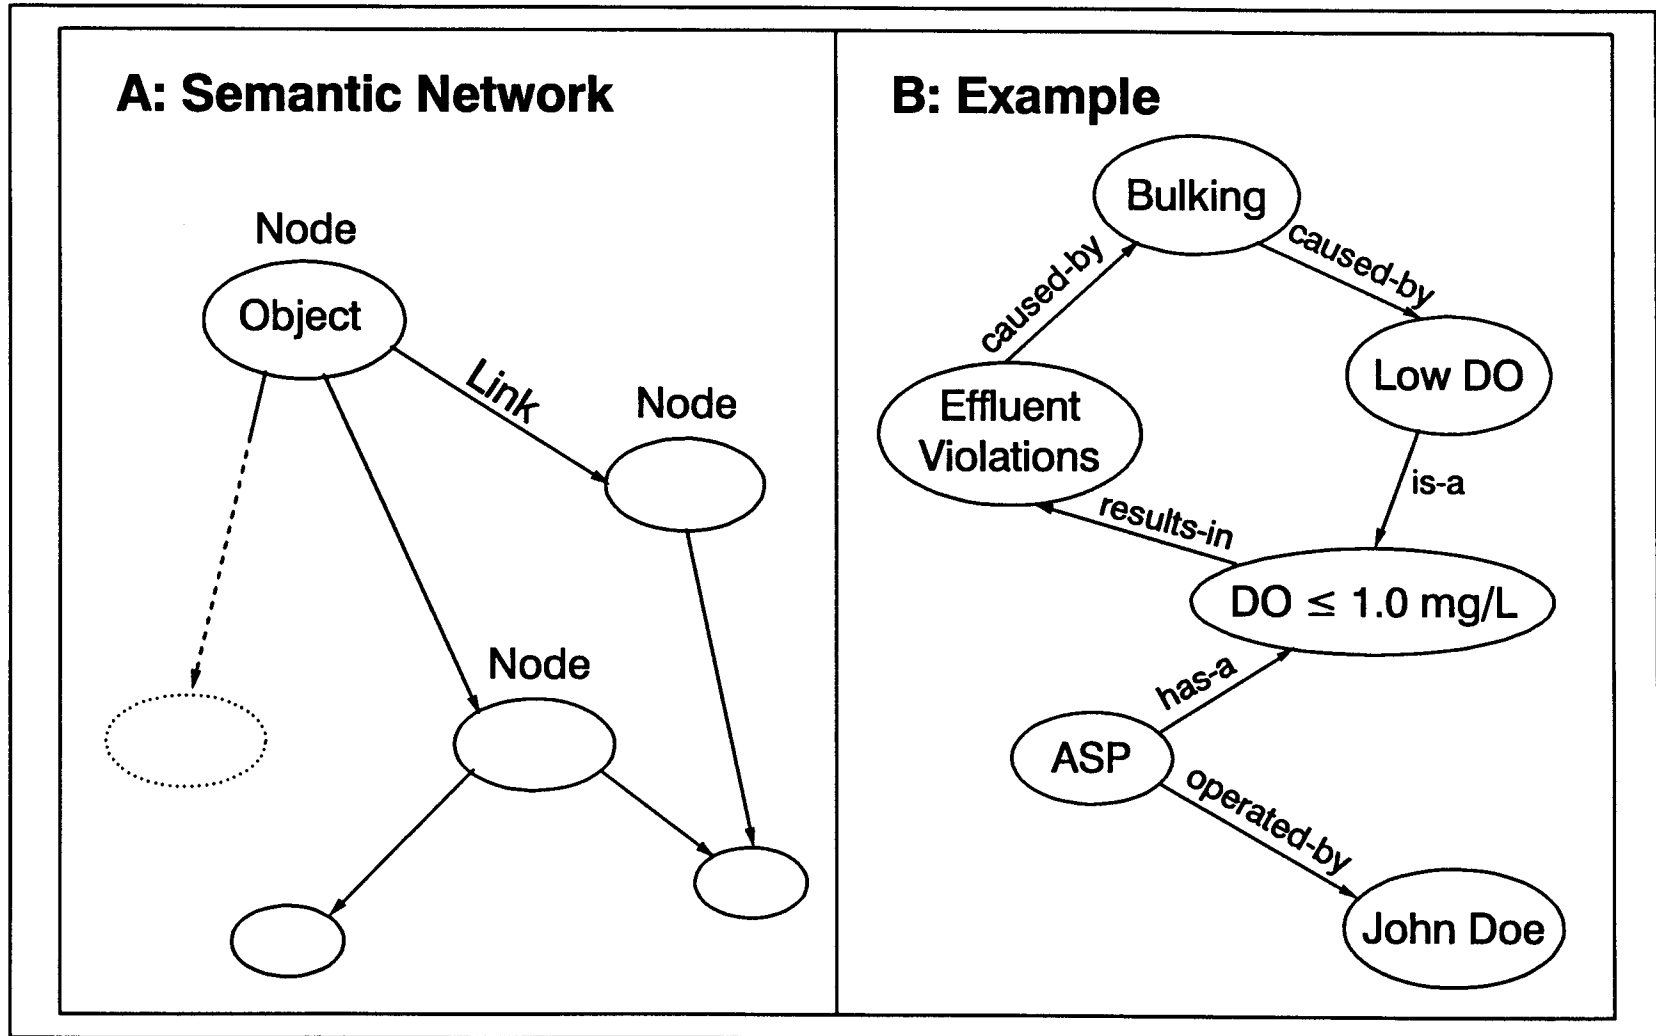 A: Semantic Network
Node
Object
Link
Node
Node
B: Example
Bulking
caused-by
caused-by
Low DO
Effluent
Violations
is-a
results-in
DO ≤ 1.0 mg/L
has-a
ASP
operated-by
John Doe